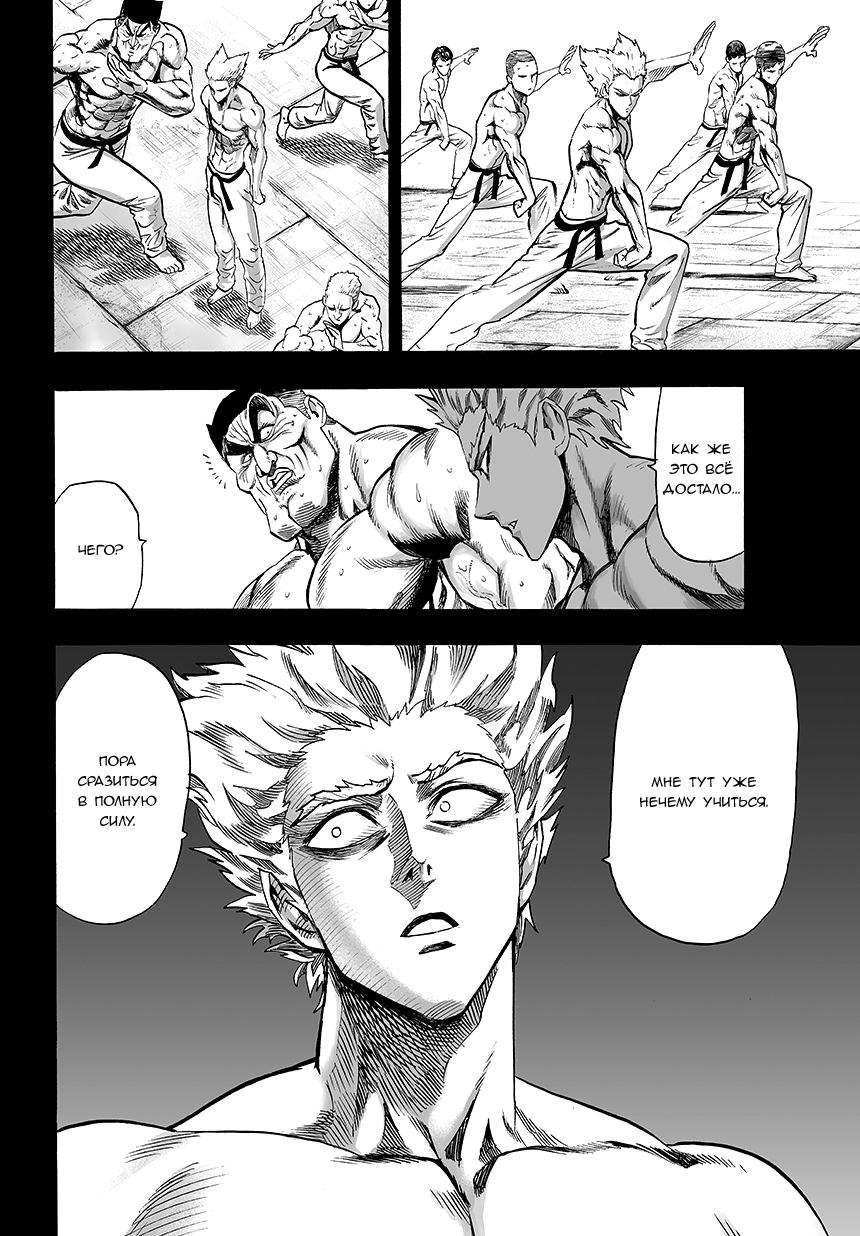 КАК ЖЕ
ЭТО ВСЁ
ДОСТАЛО...
ЧЕГО?
МНЕ ТУТ УЖЕ
НЕЧЕМУ УЧИТЬСЯ.
ПОРА
СРАЗИТЬСЯ
В ПОЛНУЮ
СИЛУ.